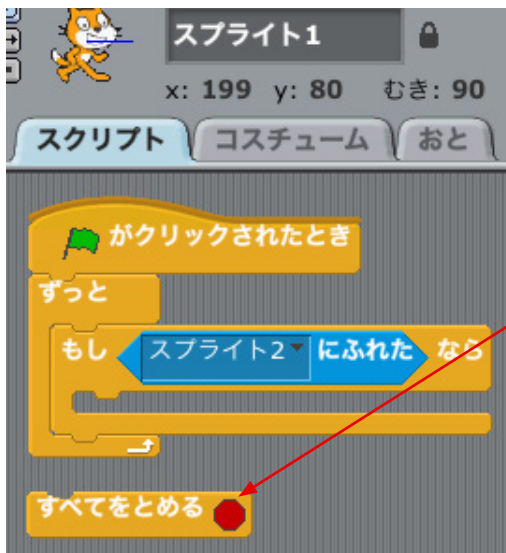 スプライト1
x: 199 y: 80 むき: 90
スクリプト コスチューム おと
がクリックされたとき
ずっと
もし スプライト2 にふれた なら
すべてをとめる